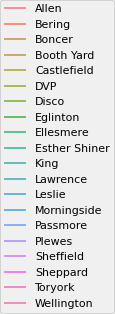 Allen
Bering
Boncer
Booth Yard
Castlefield
DVP
Disco
Eglinton
Ellesmere
Esther Shiner
King
Lawrence
Leslie
Morningside
Passmore
Plewes
Sheffield
Sheppard
Toryork
Wellington